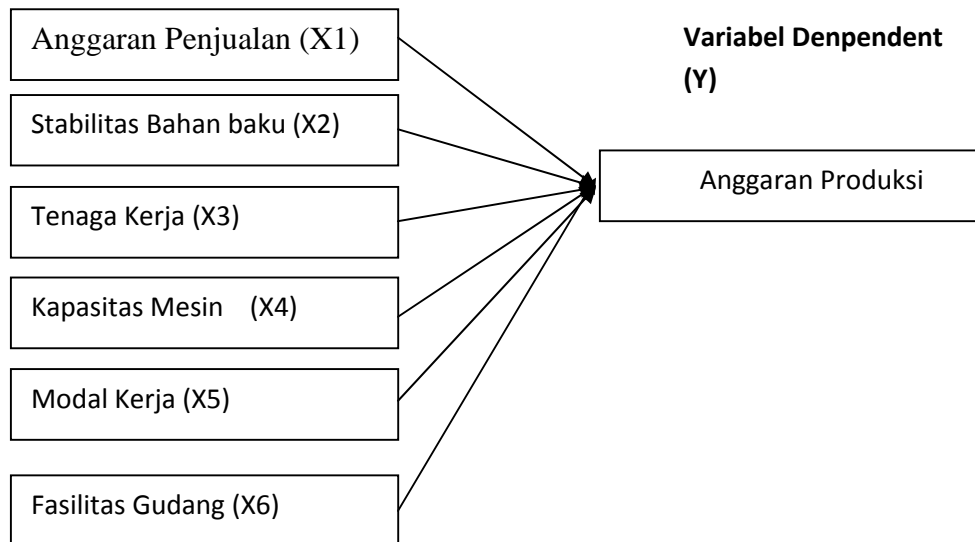 Anggaran Penjualan (X1)
Variabel Denpendent
(Y)
Stabilitas Bahan baku (X2)
Anggaran Produksi
Tenaga Kerja (X3)
Kapasitas Mesin (X4)
Modal Kerja (X5)
Fasilitas Gudang (X6)